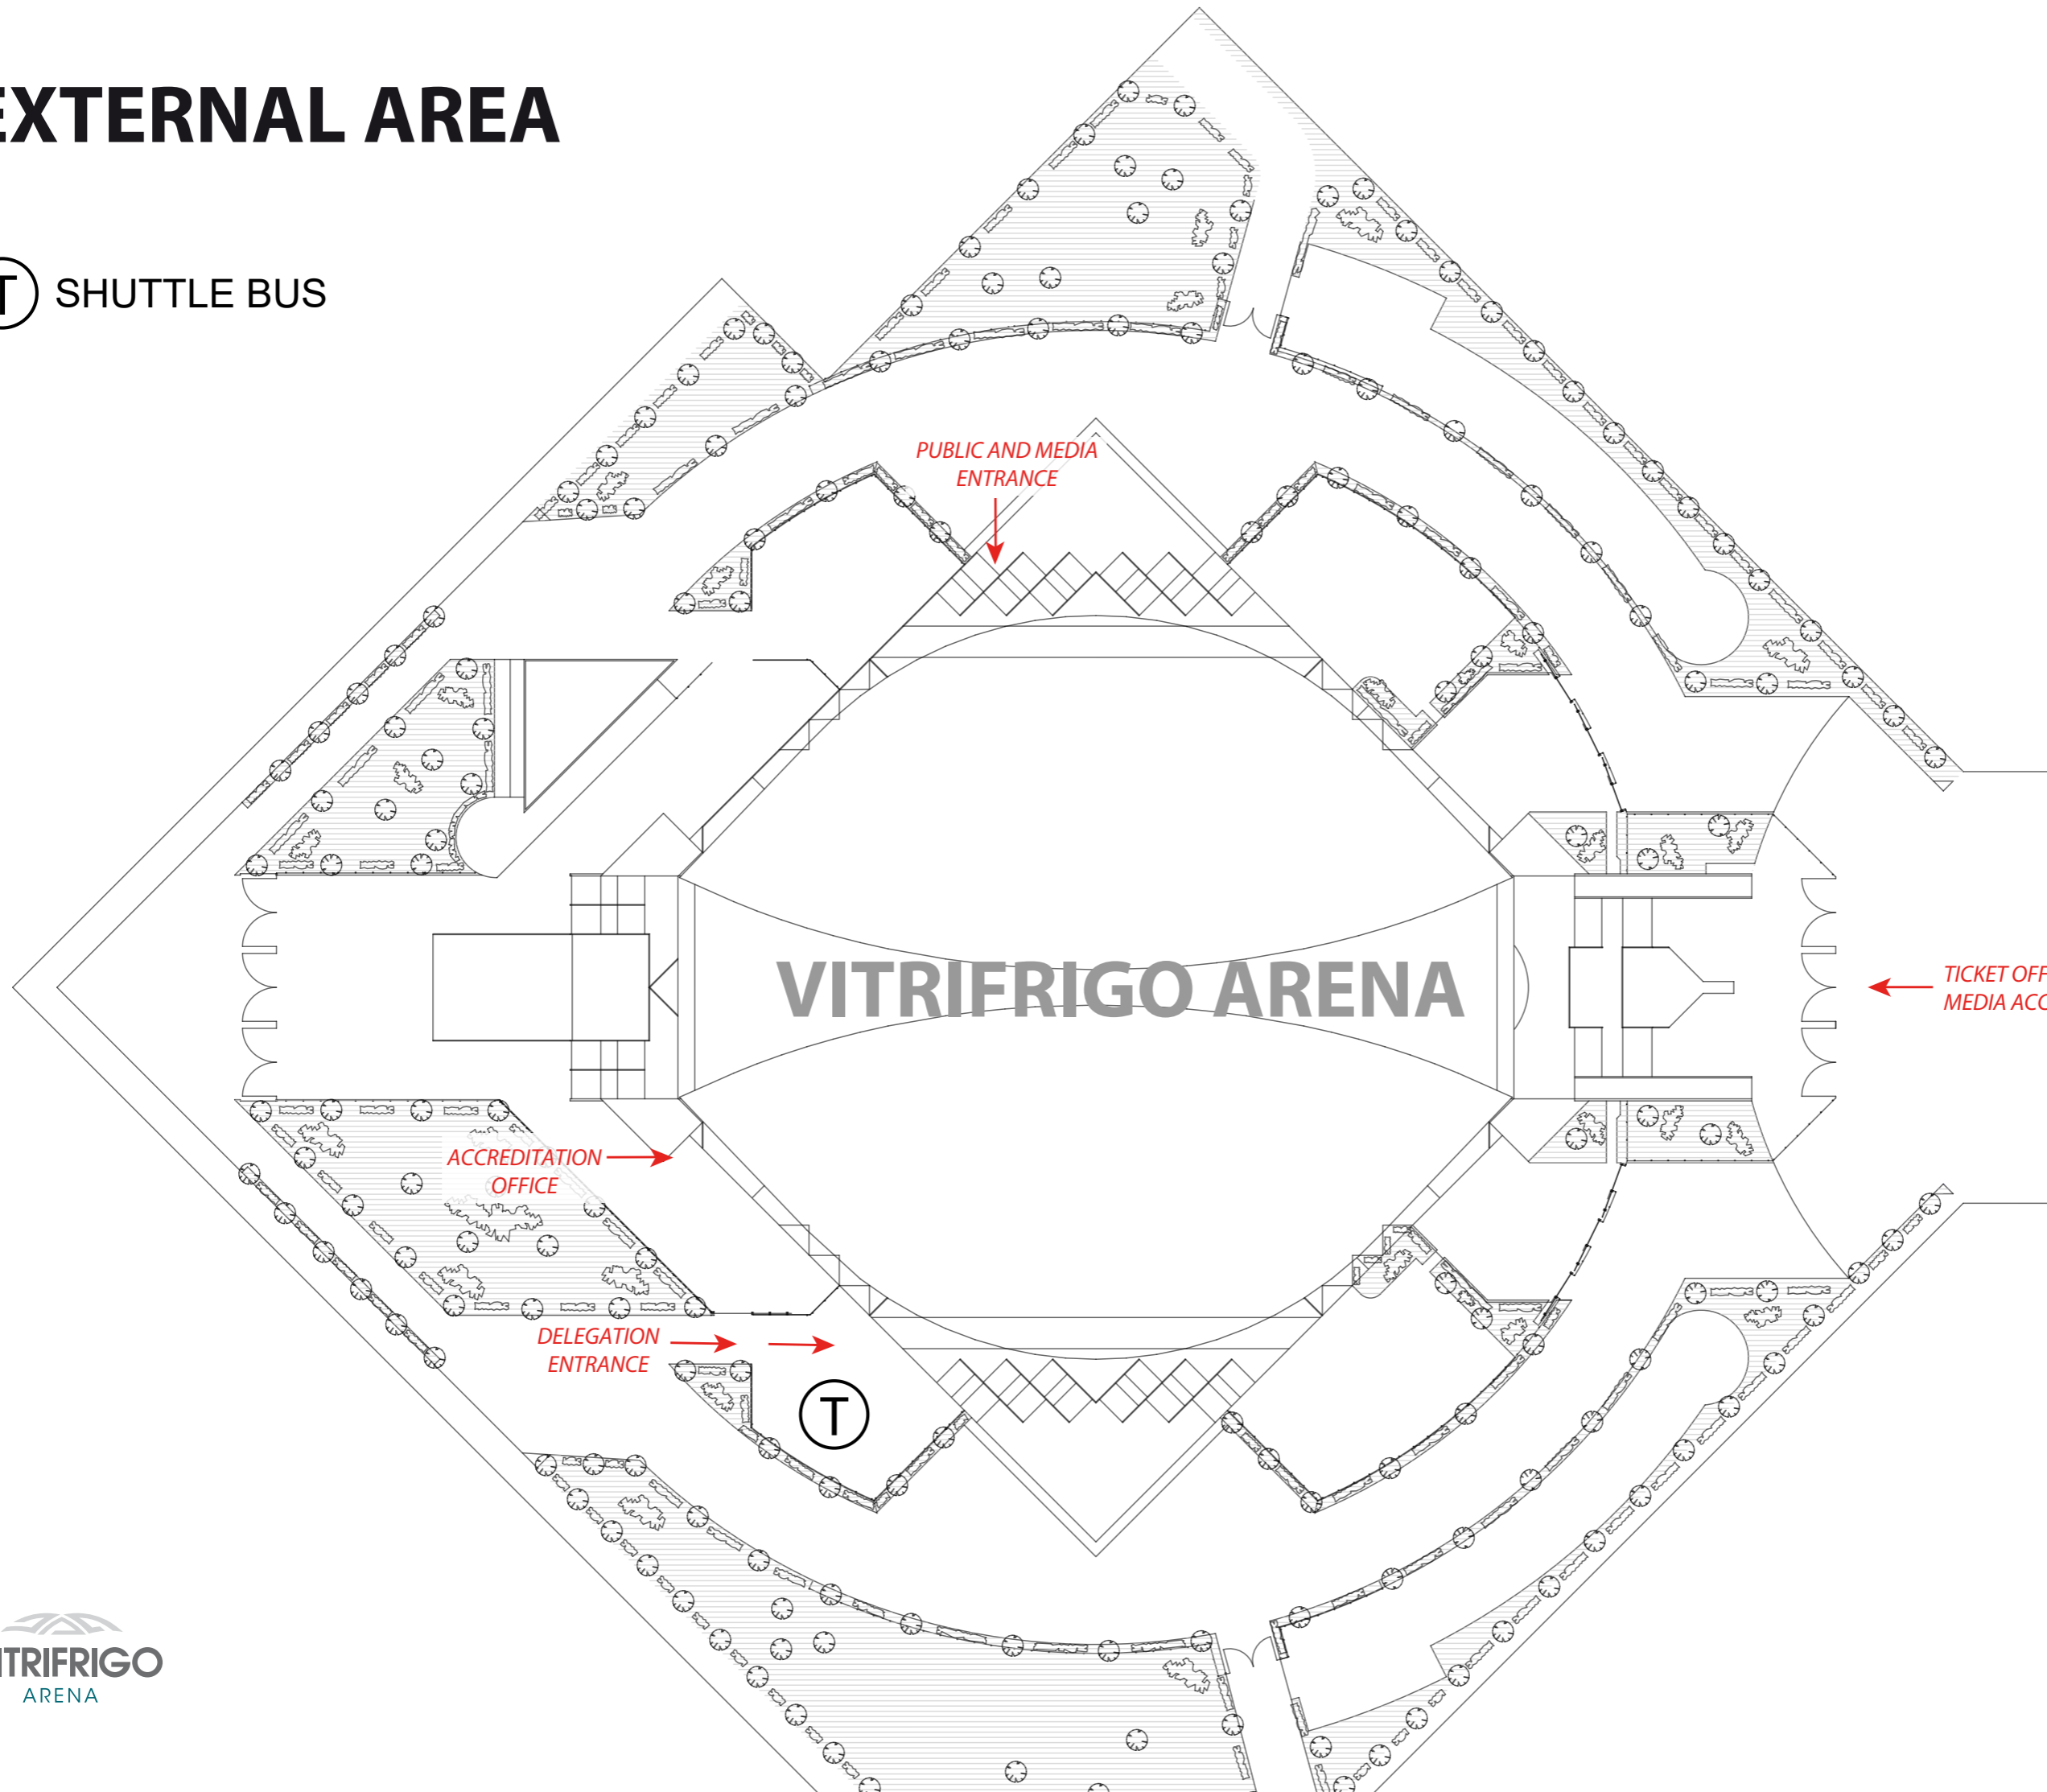 EXTERNAL AREA
T SHUTTLE BUS
PUBLIC AND MEDIA
ENTRANCE
VITRIFRIGO ARENA
TICKET OFF
MEDIA ACC
ACCREDITATION
OFFICE
DELEGATION
ENTRANCE
T
TRIFRIGO
ARENA